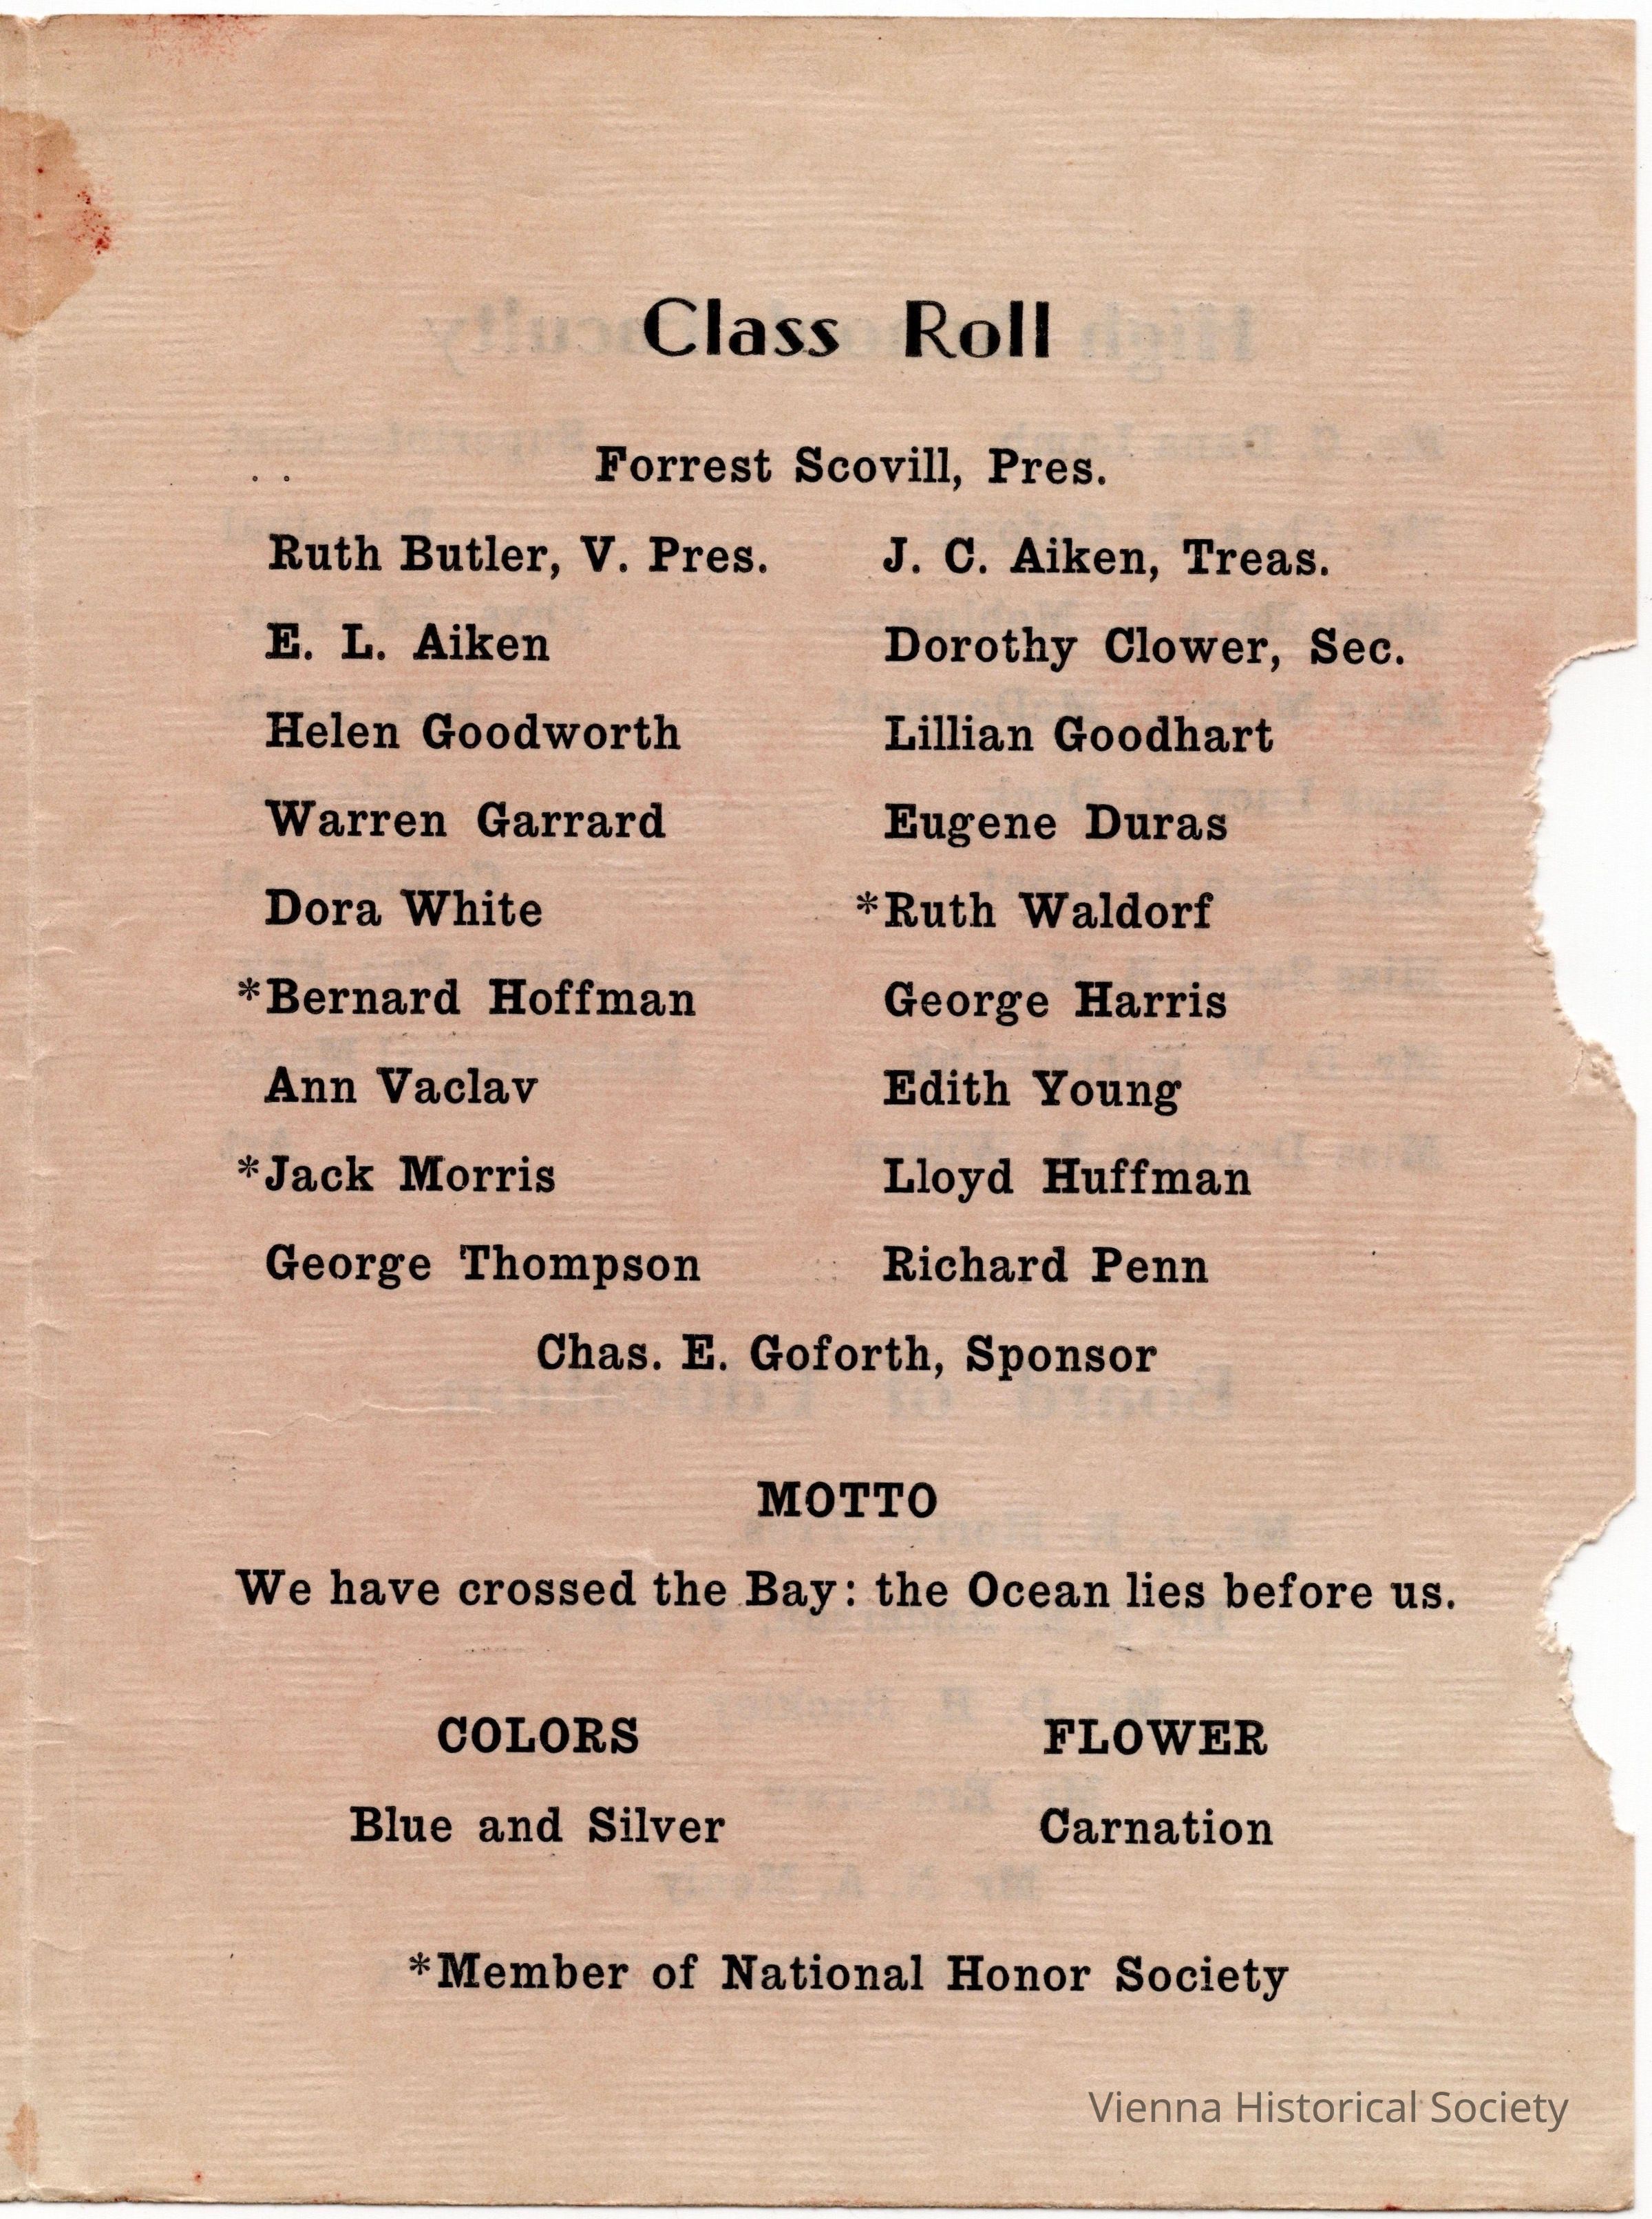 Class Roll
Forrest Scovill, Pres.
Ruth Butler, V. Pres. J. C. Aiken, Treas.
E. L. Aiken Dorothy Clower, Sec.
Helen Goodworth Lillian Goodhart
Warren Garrard Eugene Duras
Dora White *Ruth Waldorf
*Bernard Hoffman George Harris
Ann Vaclav Edith Young
*Jack Morris Lloyd Huffman
George Thompson Richard Penn
Chas. E. Goforth, Sponsor
MOTTO
We have crossed the Bay: the Ocean lies before us.
COLORS FLOWER
Blue and Silver Carnation
*Member of National Honor Society
Vienna Historical Society